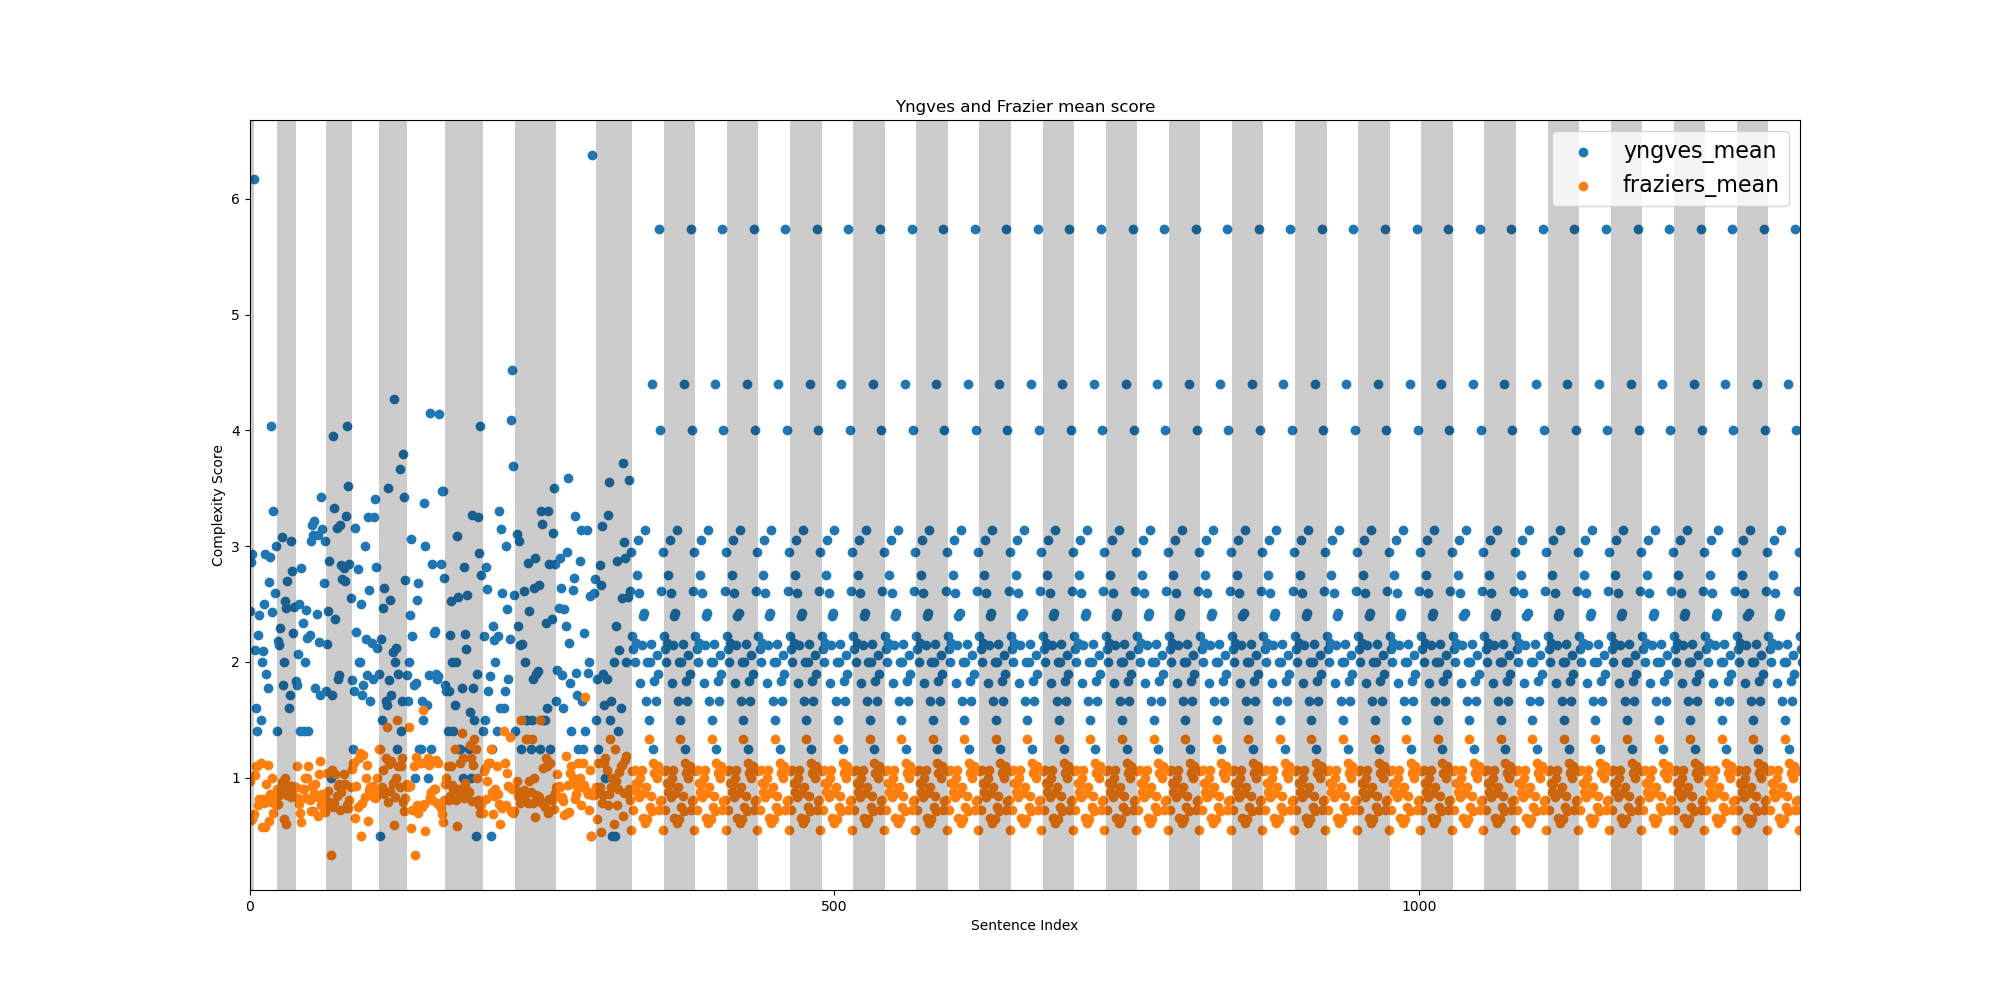 Yngves and Frazier mean score
yngves_mean
fraziers_mean
Complexity Score
6
5
4
3
2
1
0
500
1000
Sentence Index